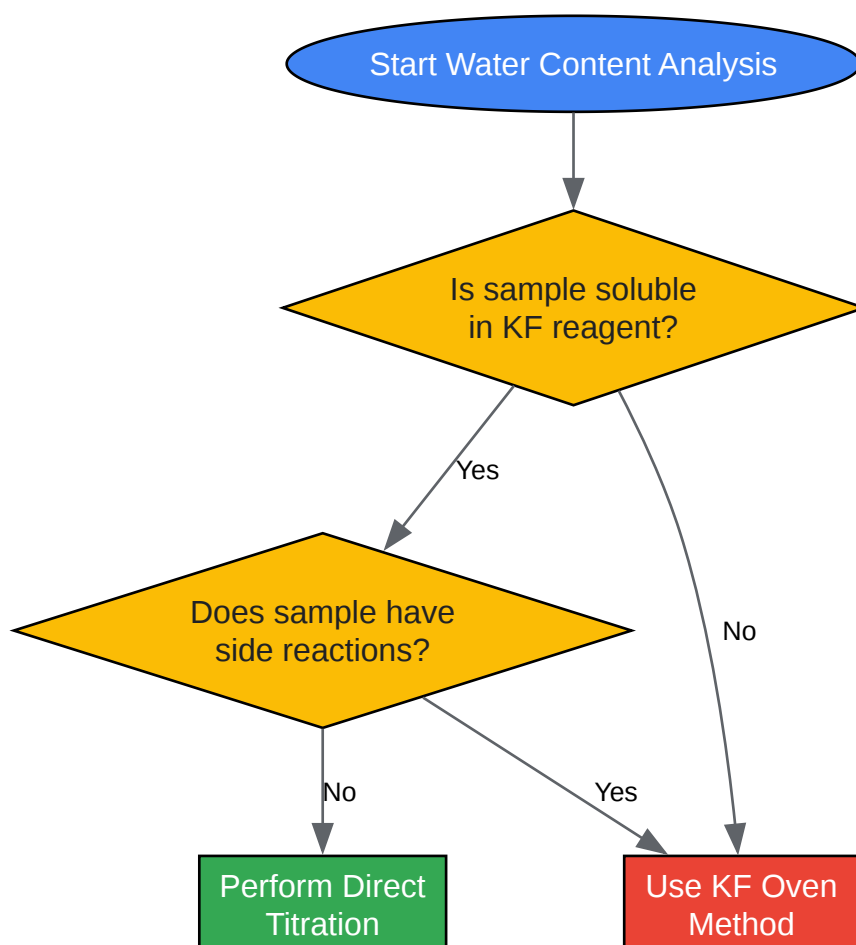 Start Water Content Analysis
Is sample soluble
in KF reagent?
Yes
Does sample have
side reactions?
No
No
Yes
Perform Direct
Titration
Use KF Oven
Method